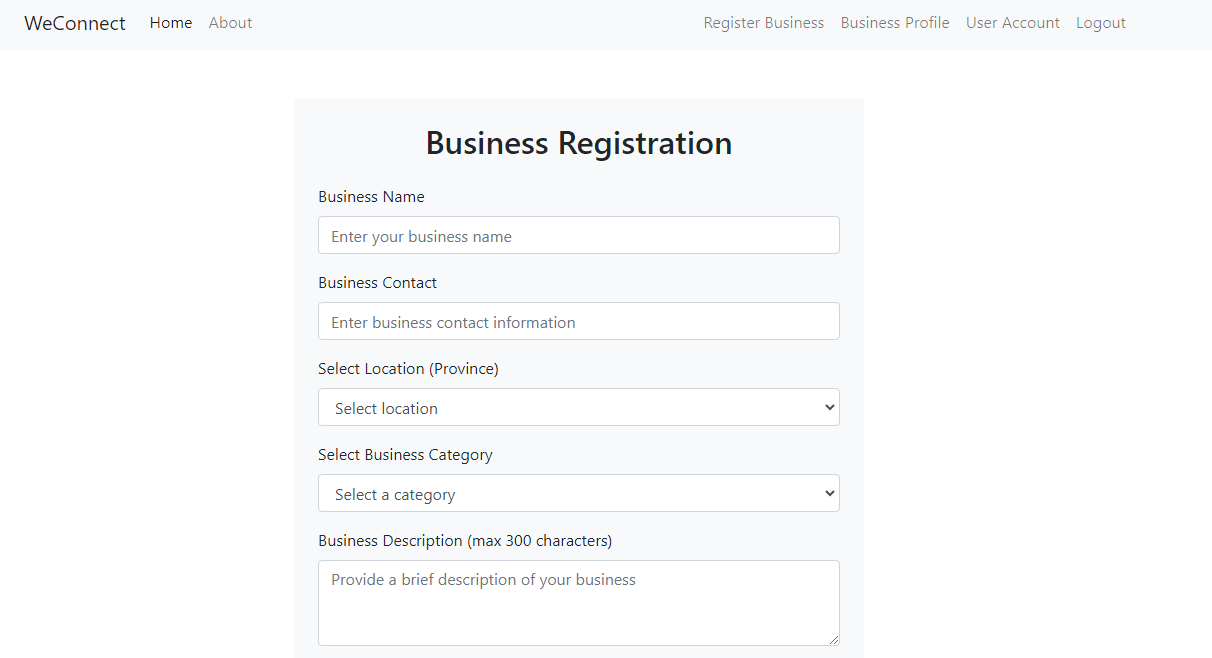 WeConnect Home About Register Business Business Profile User Account Logout
Business Registration
Business Name
Enter your business name
Business Contact
Enter business contact information
Select Location (Province)
Select location
Select Business Category
Select a category
Business Description (max 300 characters)
Provide a brief description of your business